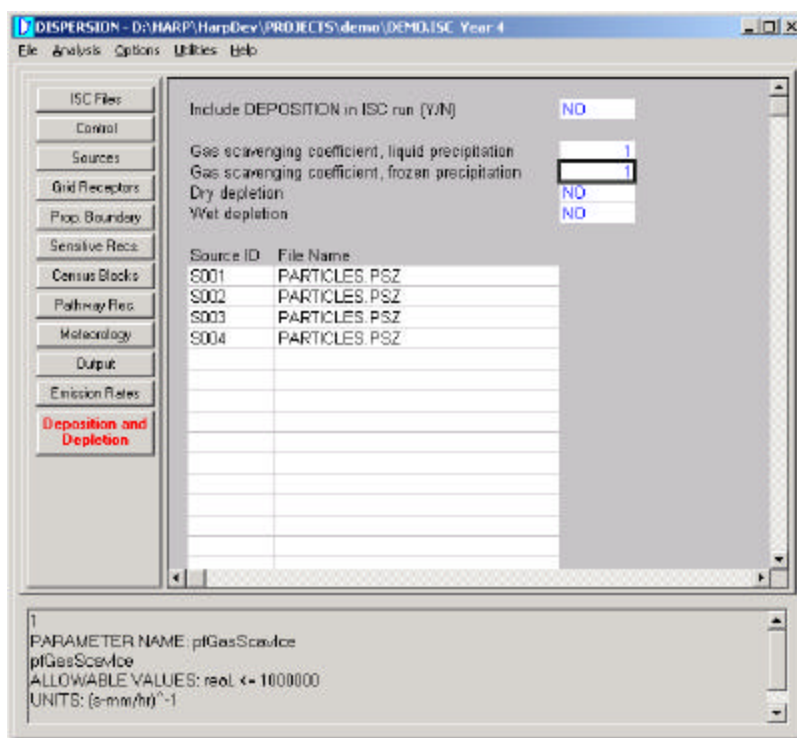 DISPERSION - D:\HARP\HarpDev\PROJECTS\demo\DEMO.ISC Year 4
File Analysis Options Utilities Help
ISC Files
Control
Sources
Grid Receptors
Prop. Boundary
Sensitive Recs
Census Blocks
Pathway Rec.
Meteorology
Output
Emission Rates
Deposition and
Depletion
Include DEPOSITION in ISC run (Y/N) NO
Gas scavenging coefficient, liquid precipitation 1
Gas scavenging coefficient, frozen precipitation 1
Dry depletion NO
Wet depletion NO
Source ID File Name
S001 PARTICLES.PSZ
S002 PARTICLES.PSZ
S003 PARTICLES.PSZ
S004 PARTICLES.PSZ
1
PARAMETER NAME: pfGasScavIce
pfGasScavIce
ALLOWABLE VALUES: real. <= 1000000
UNITS: (s-mm/hr)^-1